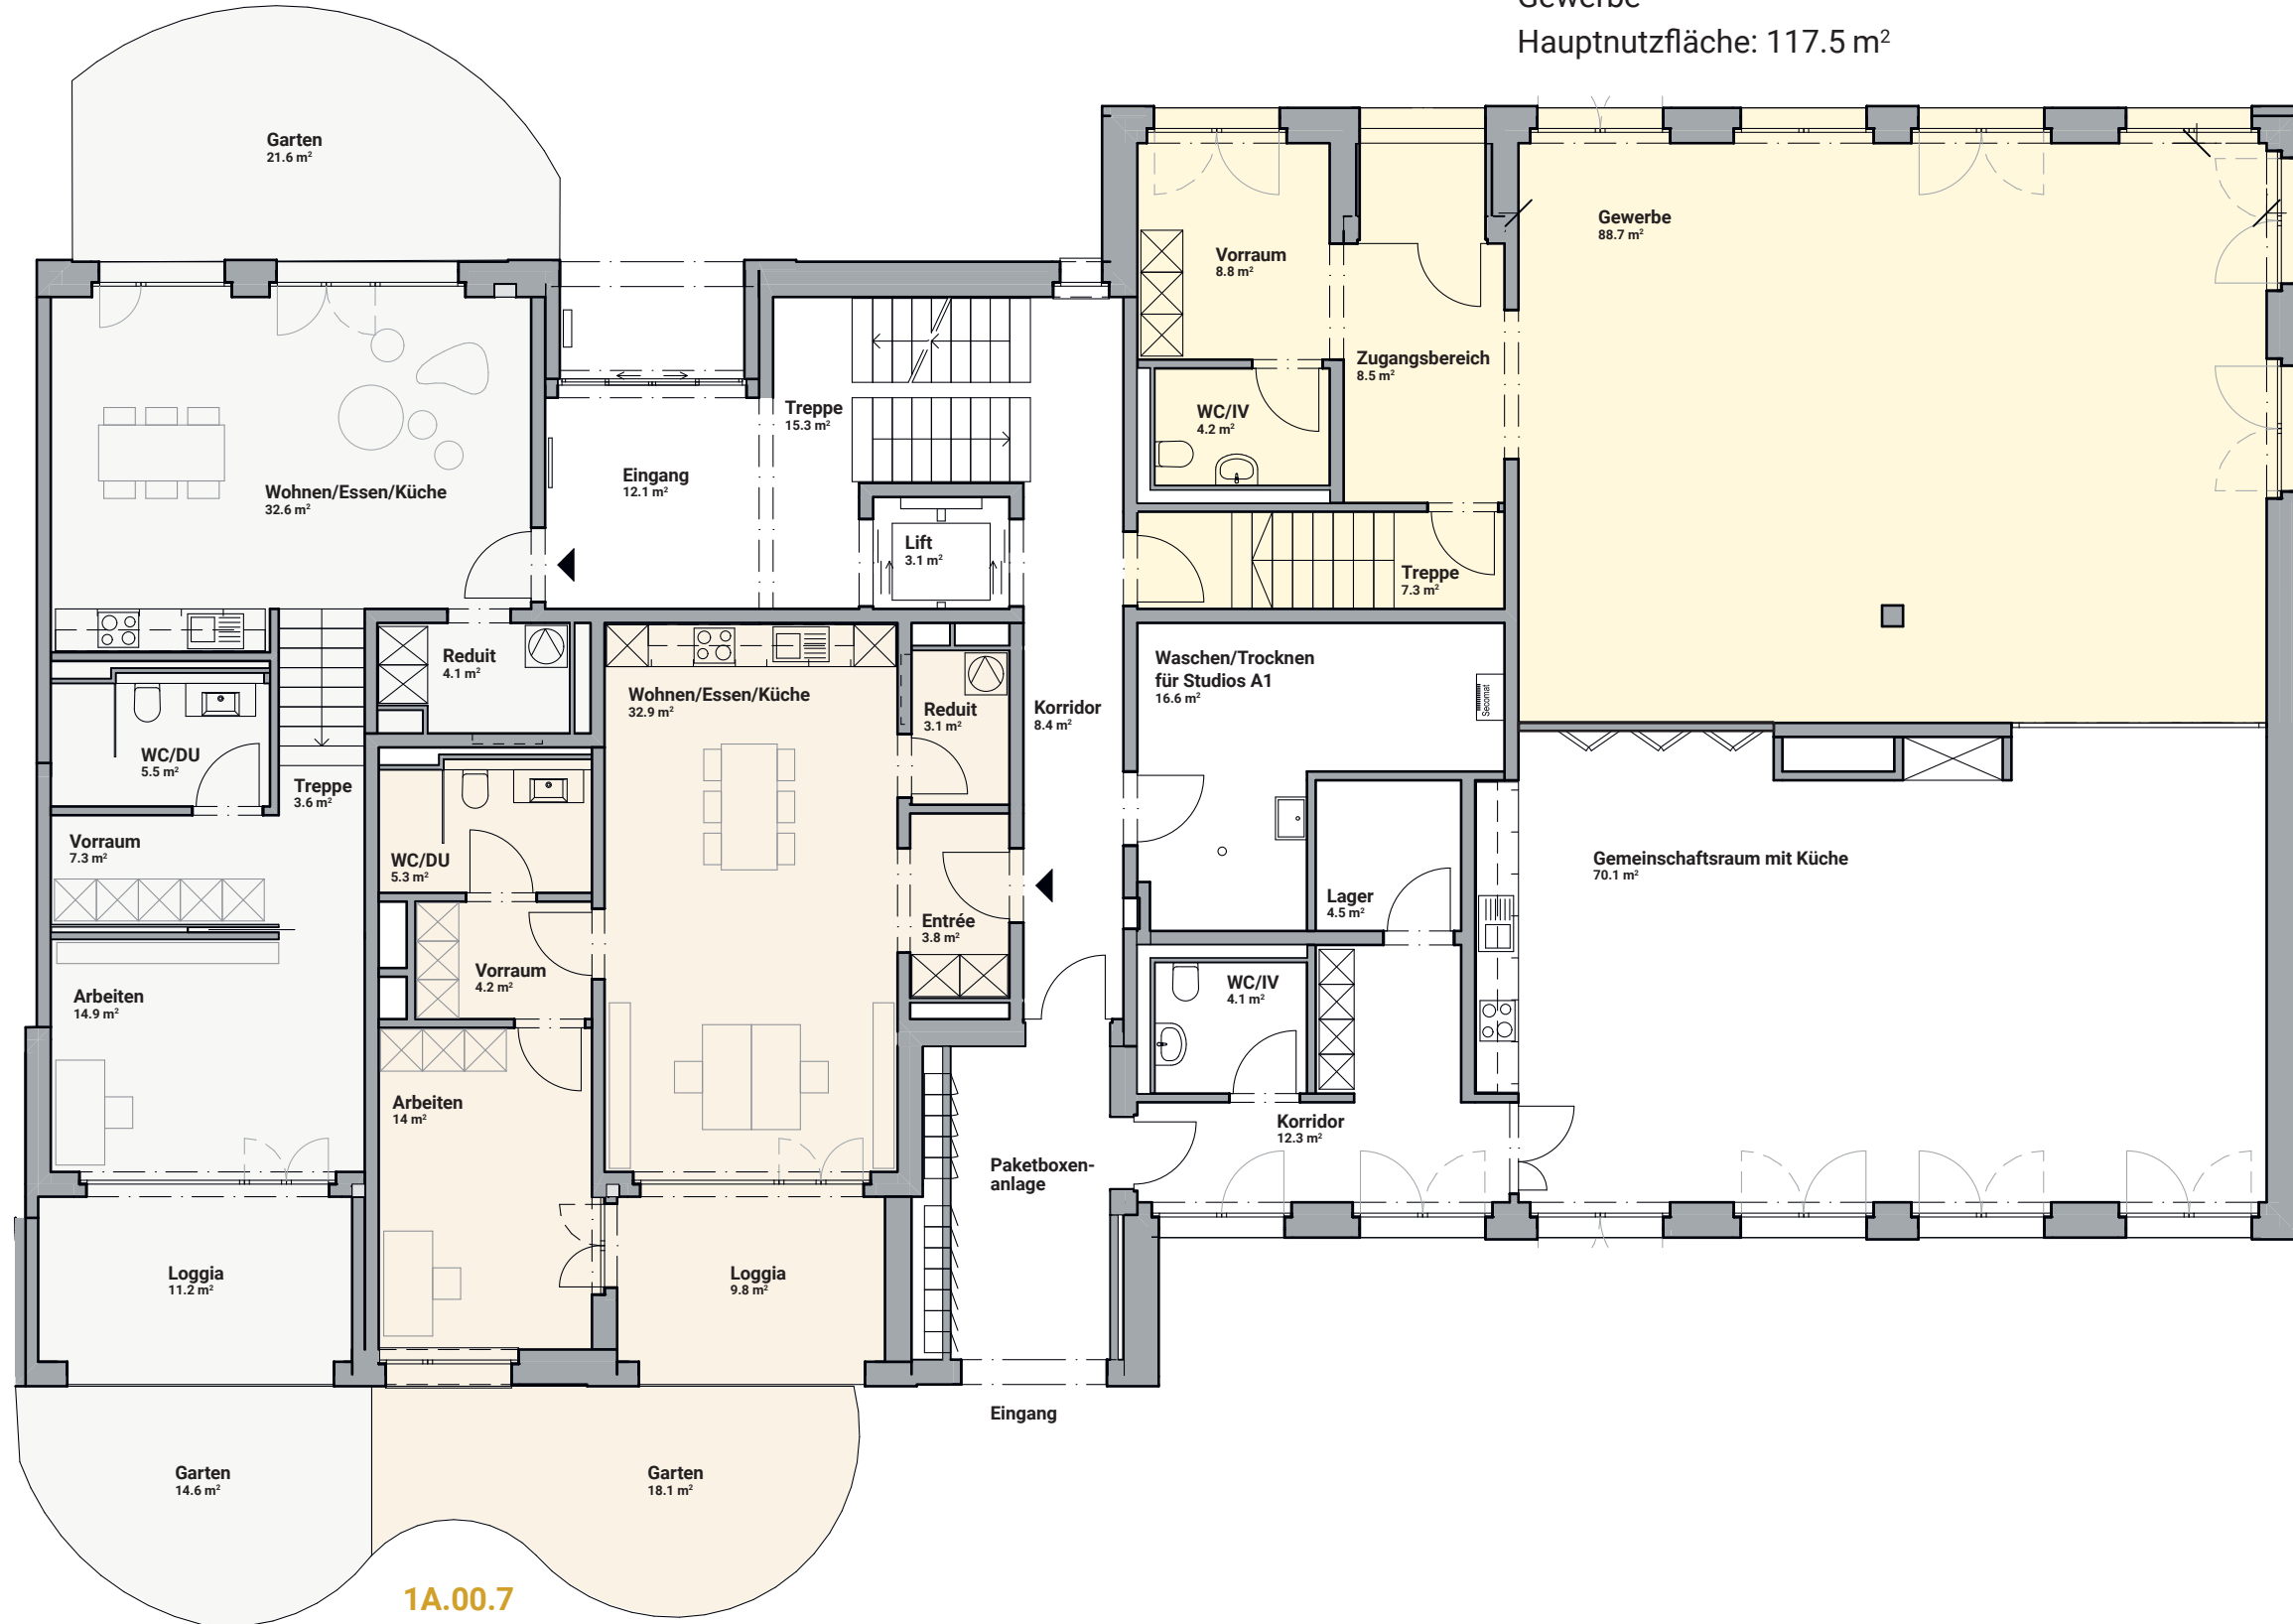 Gewerbe
Hauptnutzfläche: 117.5 m²
Garten
21.6 m²
Gewerbe
88.7 m²
Vorraum
8.8 m²
Zugangsbereich
8.5 m²
Treppe
15.3 m²
WC/IV
4.2 m²
Eingang
12.1 m²
Wohnen/Essen/Küche
32.6 m²
Lift
3.1 m²
Treppe
7.3 m²
Reduit
4.1 m²
Waschen/Trocknen
für Studios A1
16.6 m²
Secomat
Wohnen/Essen/Küche
32.9 m²
Reduit
3.1 m²
Korridor
8.4 m²
WC/DU
5.5 m²
Treppe
3.6 m²
Vorraum
7.3 m²
WC/DU
5.3 m²
Gemeinschaftsraum mit Küche
70.1 m²
Lager
4.5 m²
Entrée
3.8 m²
Vorraum
4.2 m²
WC/IV
4.1 m²
Arbeiten
14.9 m²
Arbeiten
14 m²
Korridor
12.3 m²
Paketboxen-
anlage
Loggia
11.2 m²
Loggia
9.8 m²
Eingang
Garten
14.6 m²
Garten
18.1 m²
1A.00.7